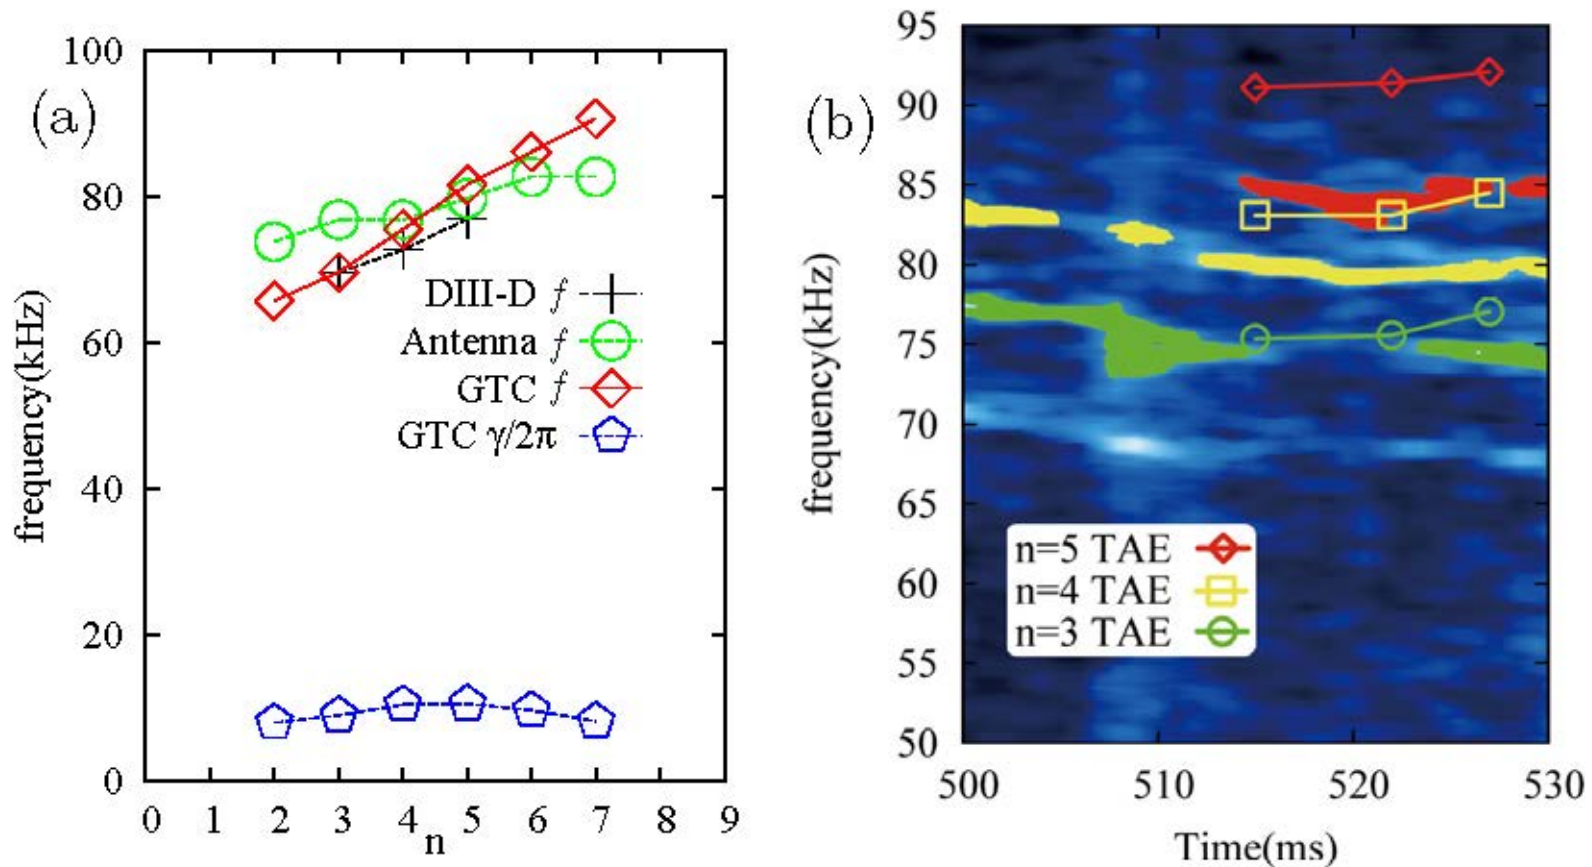 (a)
frequency(kHz)
100
80
60
40
20
0
DIII-D f
Antenna f
GTC f
GTC γ/2π
0 1 2 3 4 5 6 7 8 9
n
(b)
frequency(kHz)
95
90
85
80
75
70
65
60
55
50
n=5 TAE
n=4 TAE
n=3 TAE
500 510 520 530
Time(ms)